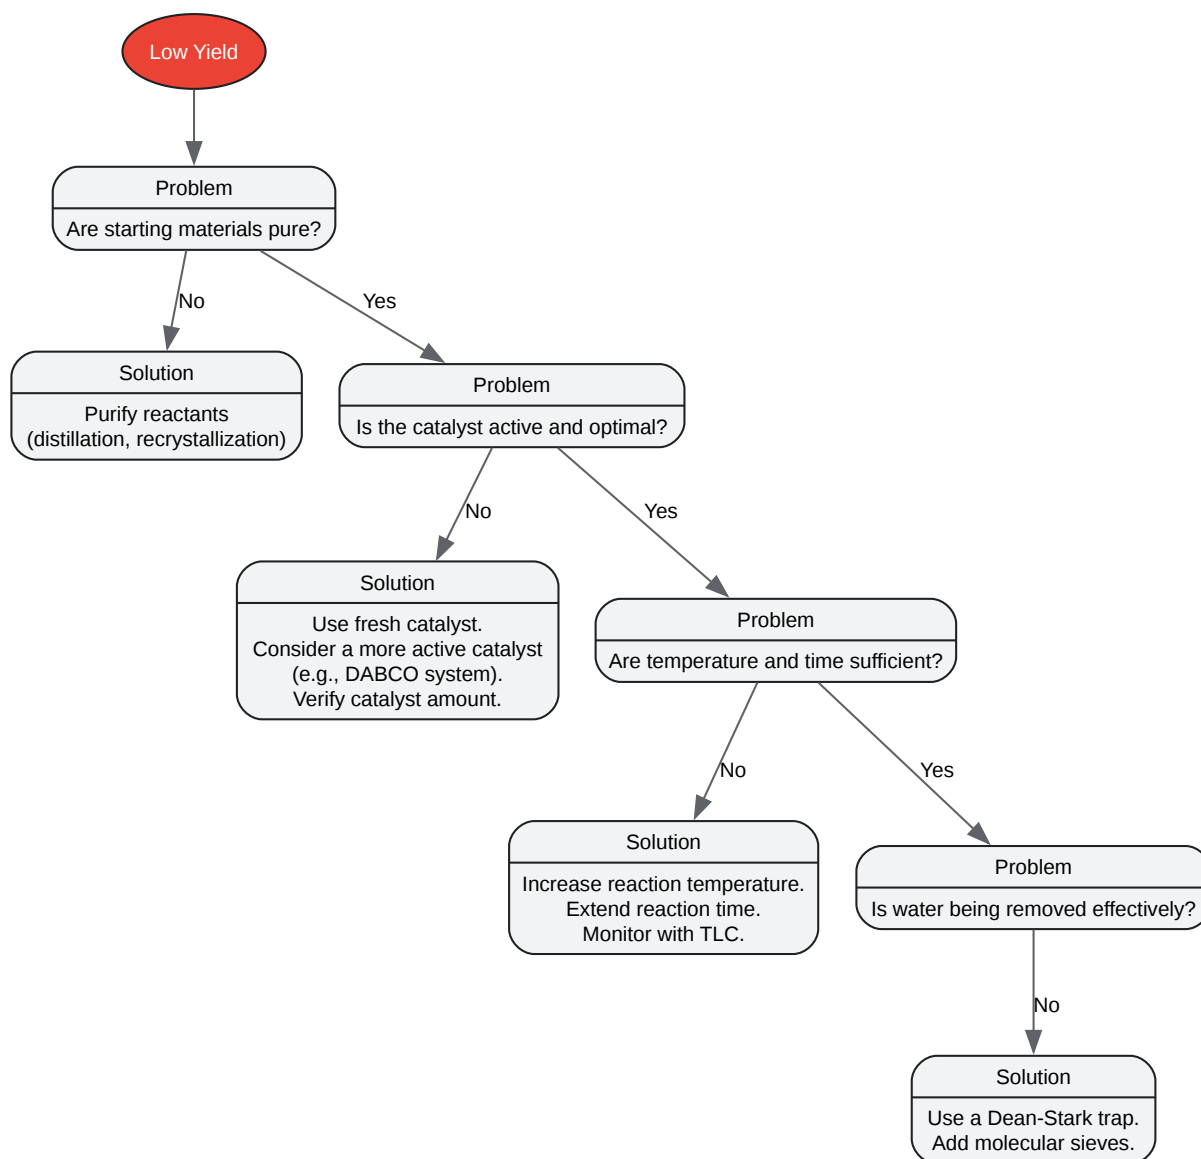 Low Yield
Problem
Are starting materials pure?
No
Yes
Solution
Purify reactants
(distillation, recrystallization)
Problem
Is the catalyst active and optimal?
No
Yes
Solution
Use fresh catalyst.
Consider a more active catalyst
(e.g., DABCO system).
Verify catalyst amount.
Problem
Are temperature and time sufficient?
No
Yes
Solution
Increase reaction temperature.
Extend reaction time.
Monitor with TLC.
Problem
Is water being removed effectively?
No
Solution
Use a Dean-Stark trap.
Add molecular sieves.